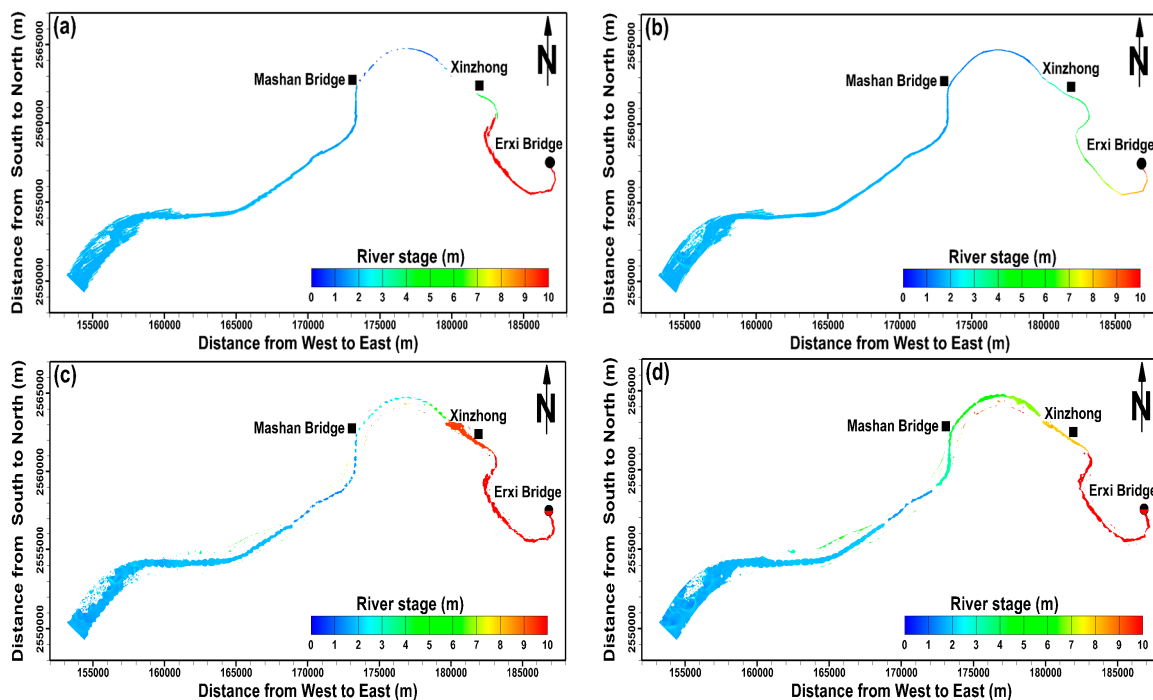 (a)
N
Mashan Bridge
Xinzhong
Erxi Bridge
River stage (m)
0 1 2 3 4 5 6 7 8 9 10
Distance from South to North (m)
2565000
2560000
2555000
2550000
155000 160000 165000 170000 175000 180000 185000
Distance from West to East (m)
(b)
N
Mashan Bridge
Xinzhong
Erxi Bridge
River stage (m)
0 1 2 3 4 5 6 7 8 9 10
Distance from South to North (m)
2565000
2560000
2555000
2550000
155000 160000 165000 170000 175000 180000 185000
Distance from West to East (m)
(c)
N
Mashan Bridge
Xinzhong
Erxi Bridge
River stage (m)
0 1 2 3 4 5 6 7 8 9 10
Distance from South to North (m)
2565000
2560000
2555000
2550000
155000 160000 165000 170000 175000 180000 185000
Distance from West to East (m)
(d)
N
Mashan Bridge
Xinzhong
Erxi Bridge
River stage (m)
0 1 2 3 4 5 6 7 8 9 10
Distance from South to North (m)
2565000
2560000
2555000
2550000
155000 160000 165000 170000 175000 180000 185000
Distance from West to East (m)